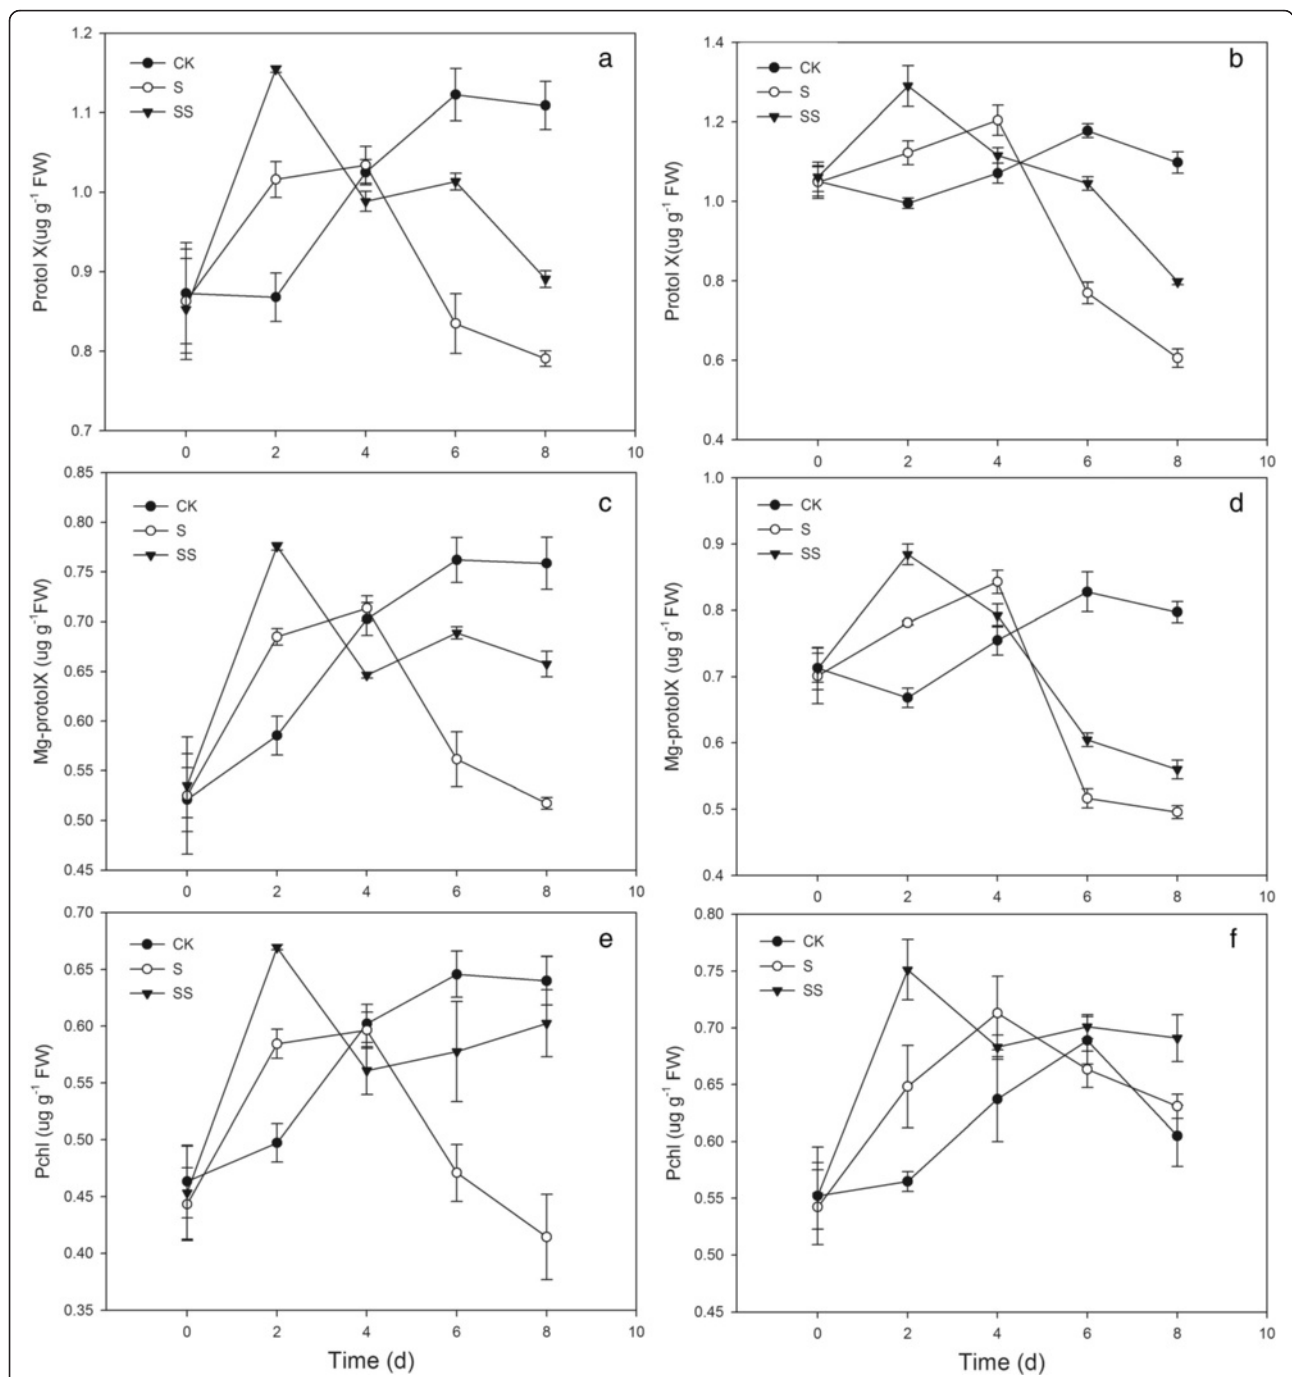 a
CK
S
SS
1.2
1.1
1.0
0.9
0.8
0.7
Protol X(ug g⁻¹ FW)
0 2 4 6 8 10
b
CK
S
SS
1.4
1.2
1.0
0.8
0.6
0.4
Protol X(ug g⁻¹ FW)
0 2 4 6 8 10
c
CK
S
SS
0.85
0.80
0.75
0.70
0.65
0.60
0.55
0.50
0.45
Mg-protoIX (ug g⁻¹FW)
0 2 4 6 8 10
d
CK
S
SS
1.0
0.9
0.8
0.7
0.6
0.5
0.4
Mg-protoIX (ug g⁻¹ FW)
0 2 4 6 8 10
e
CK
S
SS
0.70
0.65
0.60
0.55
0.50
0.45
0.40
0.35
Pchl (ug g⁻¹ FW)
0 2 4 6 8 10
Time (d)
f
CK
S
SS
0.80
0.75
0.70
0.65
0.60
0.55
0.50
0.45
Pchl (ug g⁻¹ FW)
0 2 4 6 8 10
Time (d)